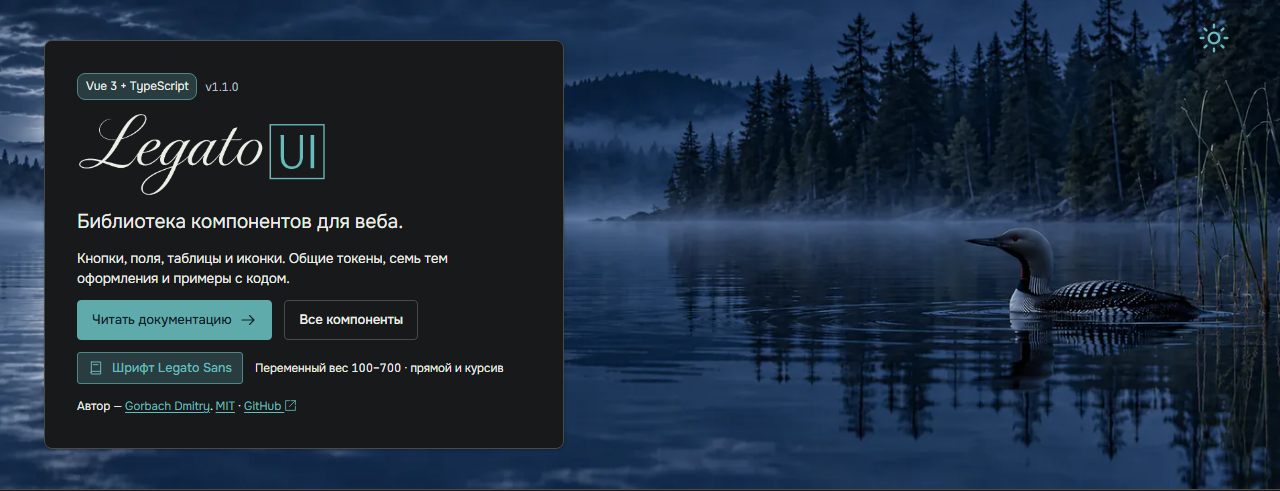 Vue 3 + TypeScript v1.1.0
Legato UI
Библиотека компонентов для веба.
Кнопки, поля, таблицы и иконки. Общие токены, семь тем
оформления и примеры с кодом.
Читать документацию → Все компоненты
Шрифт Legato Sans Переменный вес 100–700 · прямой и курсив
Автор — Gorbach Dmitry. MIT · GitHub